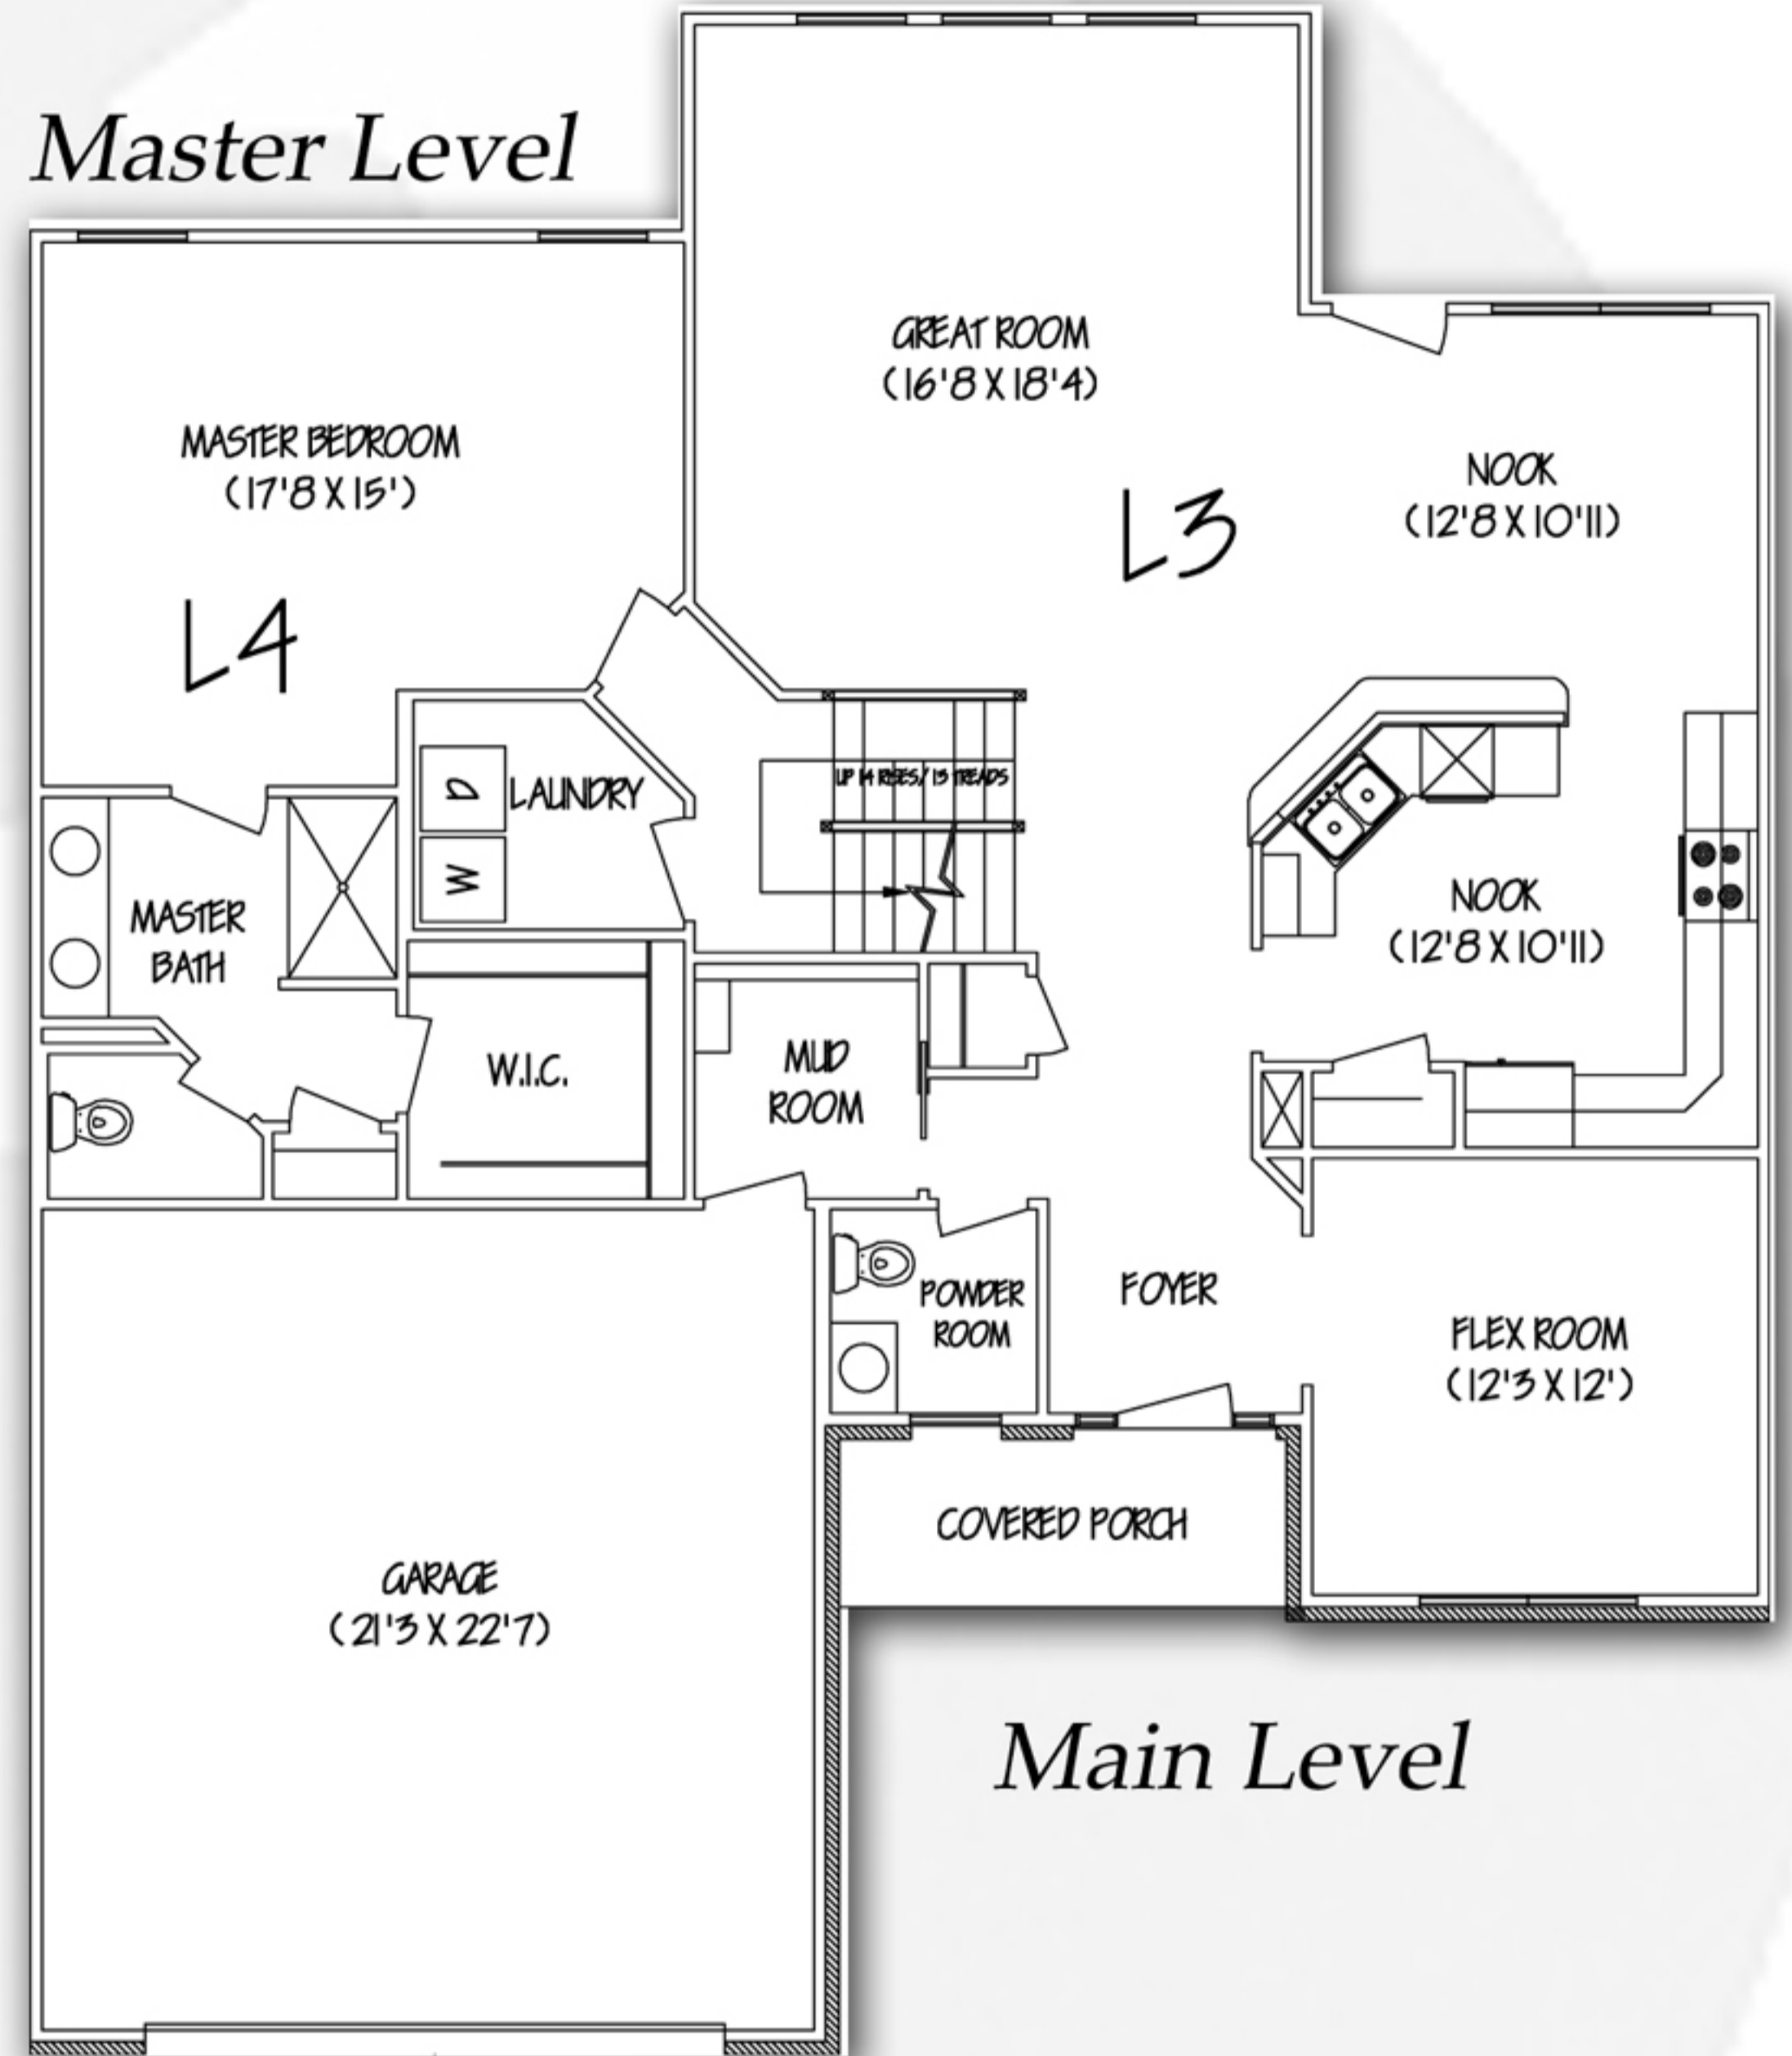 Master Level
GREAT ROOM
(16'8 X 18'4)
MASTER BEDROOM
(17'8 X 15')
NOOK
(12'8 X 10'11)
L3
L4
UP 14 RISES/ 13 TREADS
D
LAUNDRY
W
NOOK
(12'8 X 10'11)
MASTER
BATH
W.I.C.
MUD
ROOM
POWDER
ROOM
FOYER
FLEX ROOM
(12'3 X 12')
COVERED PORCH
GARAGE
(21'3 X 22'7)
Main Level